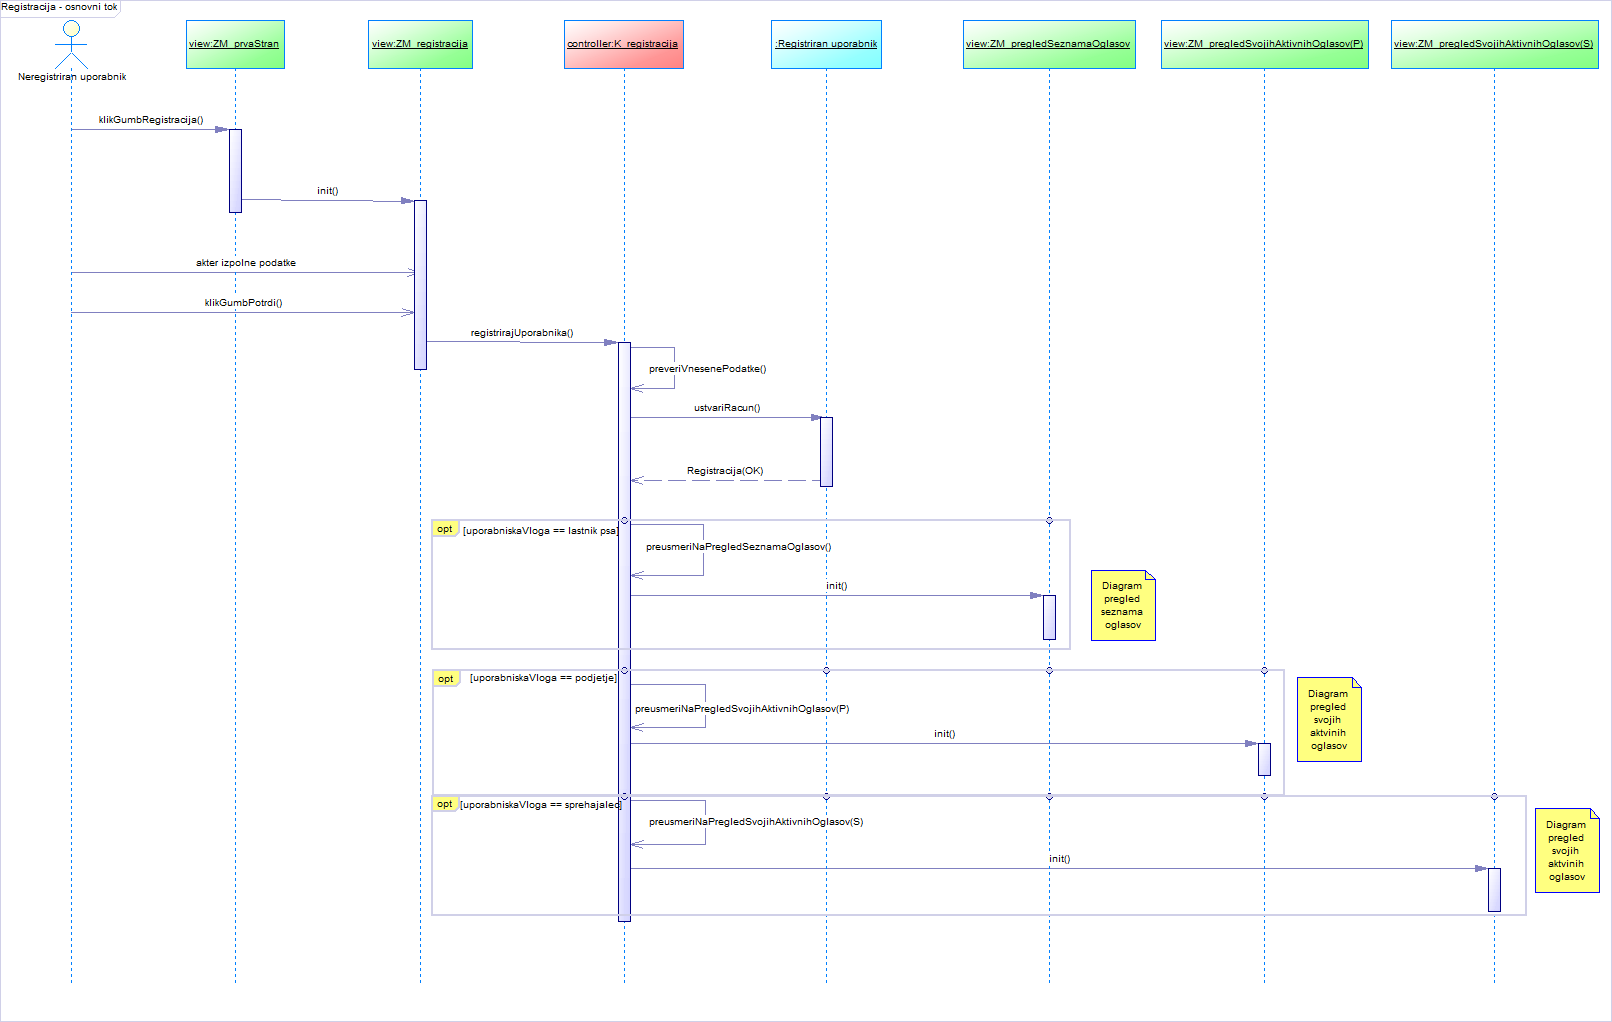 Registracija - osnovni tok
view:ZM_prvaStran
view:ZM_registracija
controller:K_registracija
:Registriran uporabnik
view:ZM_pregledSeznamaOglasov
view:ZM_pregledSvojihAktivnihOglasov(P)
view:ZM_pregledSvojihAktivnihOglasov(S)
Neregistriran uporabnik
klikGumbRegistracija()
init()
akter izpolne podatke
klikGumbPotrdi()
registrirajUporabnika()
preveriVnesenePodatke()
ustvariRacun()
Registracija(OK)
opt
[uporabniskaVloga == lastnik psa]
preusmeriNaPregledSeznamaOglasov()
init()
Diagram
pregled
seznama
oglasov
opt
[uporabniskaVloga == podjetje]
preusmeriNaPregledSvojihAktivnihOglasov(P)
init()
Diagram
pregled
svojih
aktvinih
oglasov
opt
[uporabniskaVloga == sprehajalec]
preusmeriNaPregledSvojihAktivnihOglasov(S)
init()
Diagram
pregled
svojih
aktvinih
oglasov